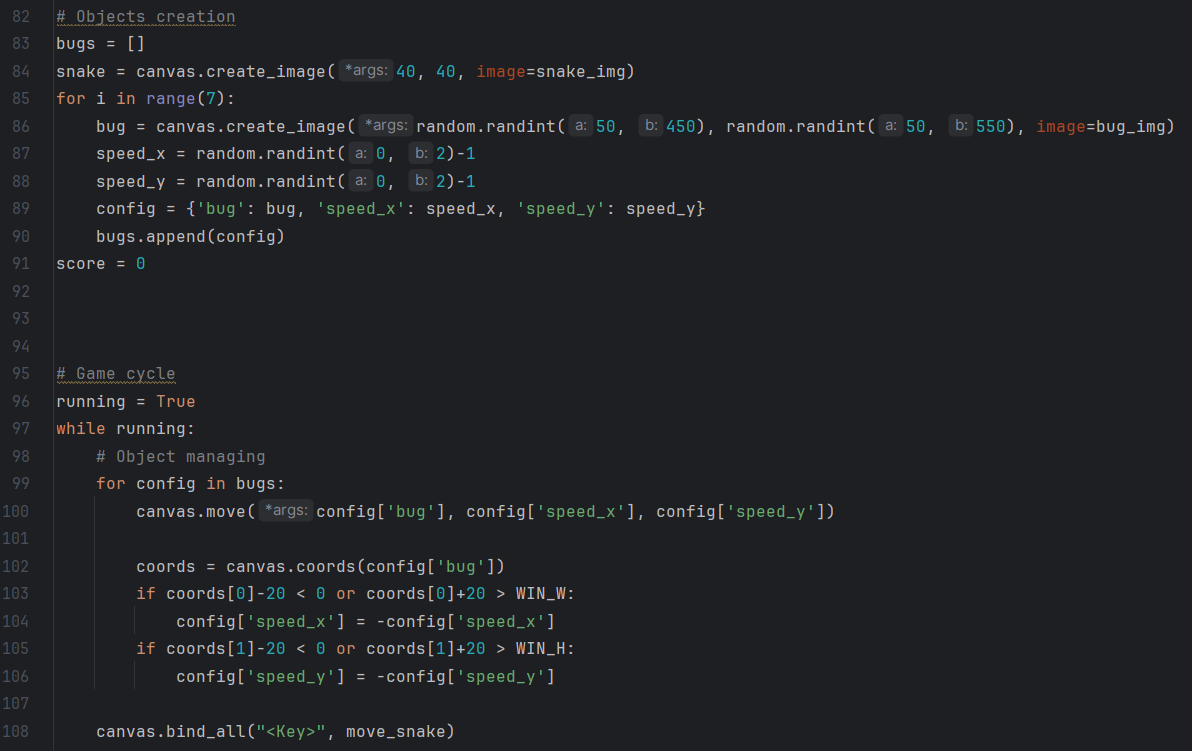 82 # Objects creation
83 bugs = []
84 snake = canvas.create_image( *args: 40, 40, image=snake_img)
85 for i in range(7):
86     bug = canvas.create_image( *args: random.randint( a: 50, b: 450), random.randint( a: 50, b: 550), image=bug_img)
87     speed_x = random.randint( a: 0, b: 2)-1
88     speed_y = random.randint( a: 0, b: 2)-1
89     config = {'bug': bug, 'speed_x': speed_x, 'speed_y': speed_y}
90     bugs.append(config)
91 score = 0
92
93
94
95 # Game cycle
96 running = True
97 while running:
98     # Object managing
99     for config in bugs:
100         canvas.move( *args: config['bug'], config['speed_x'], config['speed_y'])
101
102         coords = canvas.coords(config['bug'])
103         if coords[0]-20 < 0 or coords[0]+20 > WIN_W:
104             config['speed_x'] = -config['speed_x']
105         if coords[1]-20 < 0 or coords[1]+20 > WIN_H:
106             config['speed_y'] = -config['speed_y']
107
108     canvas.bind_all("<Key>", move_snake)